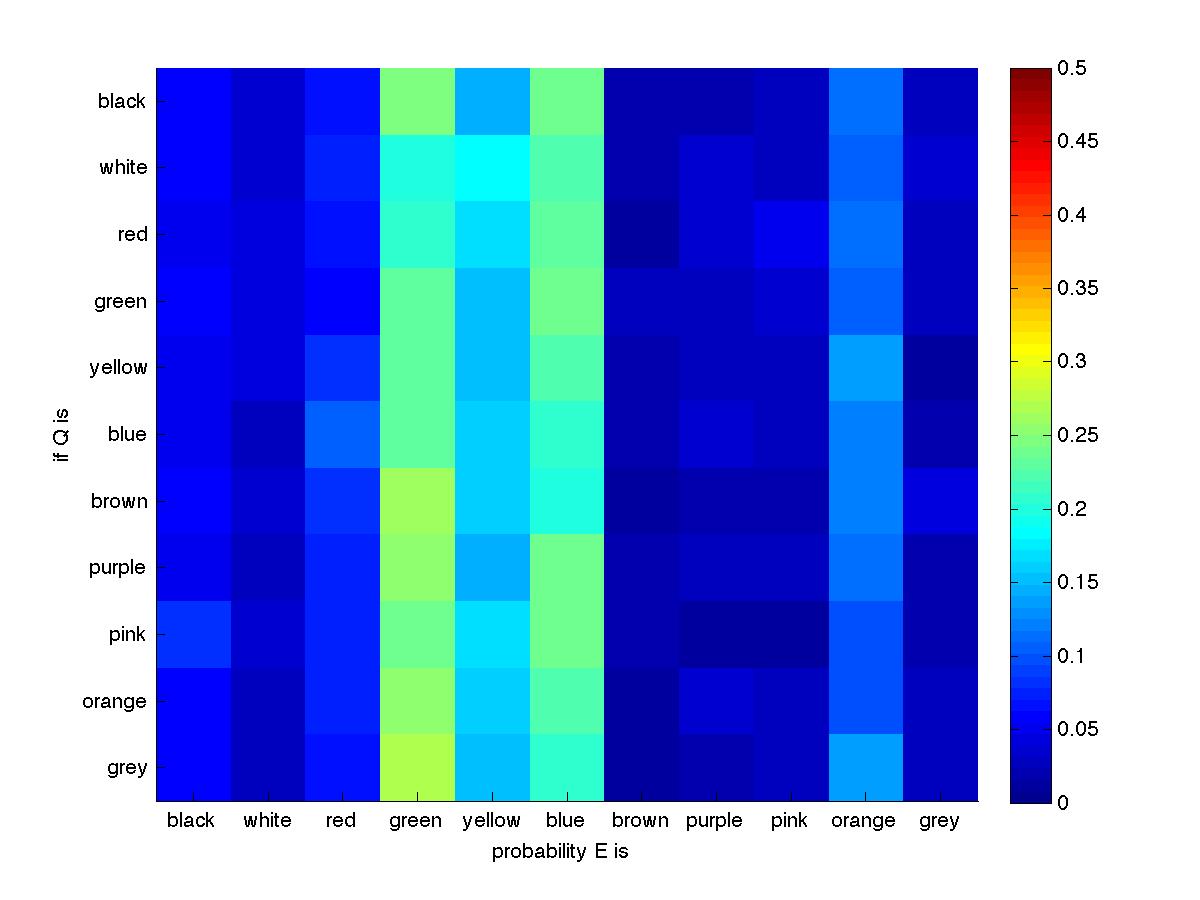 black
white
red
green
yellow
blue
brown
purple
pink
orange
grey
if Q is
black white red green yellow blue brown purple pink orange grey
probability E is
0.5
0.45
0.4
0.35
0.3
0.25
0.2
0.15
0.1
0.05
0